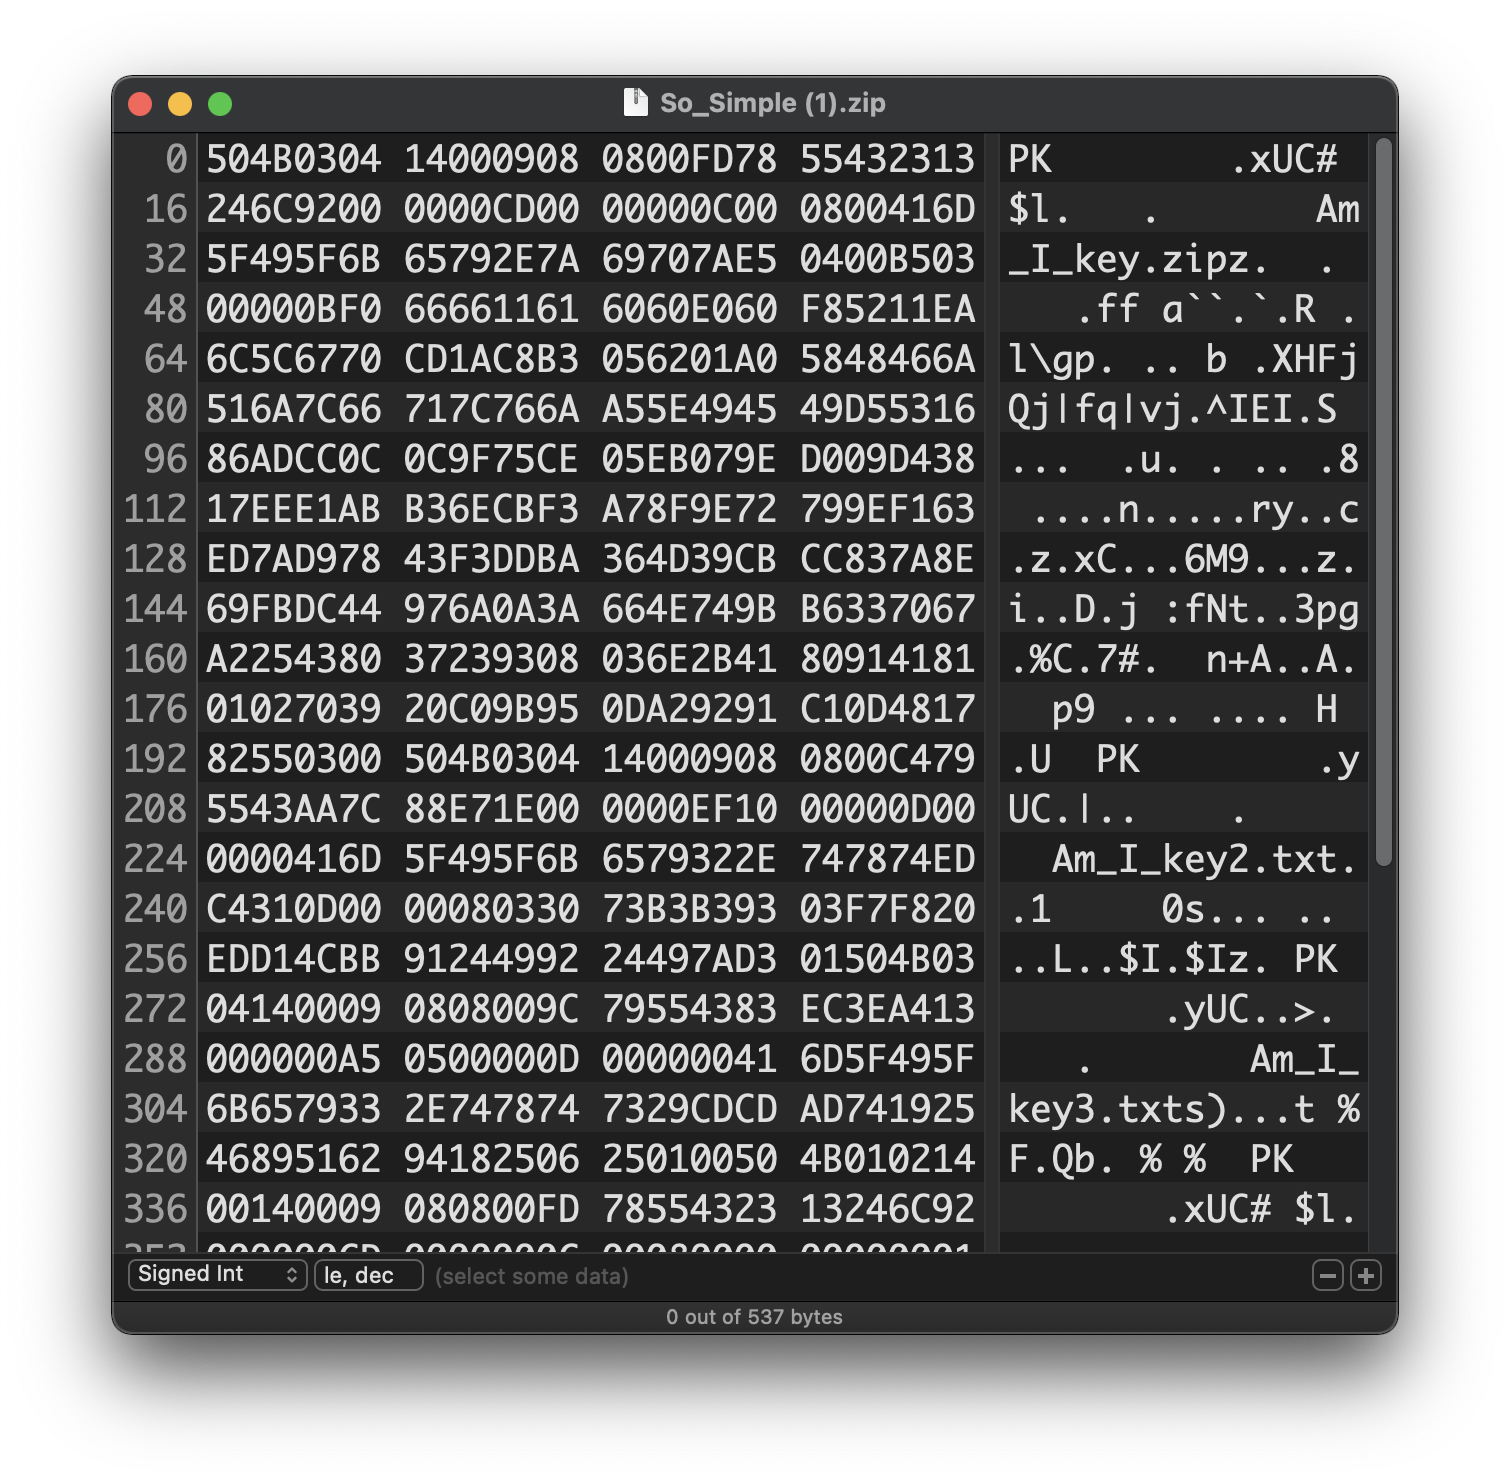 So_Simple (1).zip
0 504B0304 14000908 0800FD78 55432313 PK .xUC#
16 246C9200 0000CD00 00000C00 0800416D $l. . Am
32 5F495F6B 65792E7A 69707AE5 0400B503 _I_key.zipz. .
48 00000BF0 66661161 6060E060 F85211EA .ff a``.`.R .
64 6C5C6770 CD1AC8B3 056201A0 5848466A l\gp. .. b .XHFj
80 516A7C66 717C766A A55E4945 49D55316 Qj|fq|vj.^IEI.S
96 86ADCC0C 0C9F75CE 05EB079E D009D438 ... .u. . .. .8
112 17EEE1AB B36ECBF3 A78F9E72 799EF163 ....n.....ry..c
128 ED7AD978 43F3DDBA 364D39CB CC837A8E .z.xC...6M9...z.
144 69FBDC44 976A0A3A 664E749B B6337067 i..D.j :fNt..3pg
160 A2254380 37239308 036E2B41 80914181 .%C.7#. n+A..A.
176 01027039 20C09B95 0DA29291 C10D4817 p9 ... .... H
192 82550300 504B0304 14000908 0800C479 .U PK .y
208 5543AA7C 88E71E00 0000EF10 00000D00 UC.|.. .
224 0000416D 5F495F6B 6579322E 747874ED Am_I_key2.txt.
240 C4310D00 00080330 73B3B393 03F7F820 .1 0s... ..
256 EDD14CBB 91244992 24497AD3 01504B03 ..L..$I.$Iz. PK
272 04140009 0808009C 79554383 EC3EA413 .yUC..>.
288 000000A5 0500000D 00000041 6D5F495F . Am_I_
304 6B657933 2E747874 7329CDCD AD741925 key3.txts)...t %
320 46895162 94182506 25010050 4B010214 F.Qb. % % PK
336 00140009 080800FD 78554323 13246C92 .xUC# $l.
Signed Int le, dec (select some data)
0 out of 537 bytes